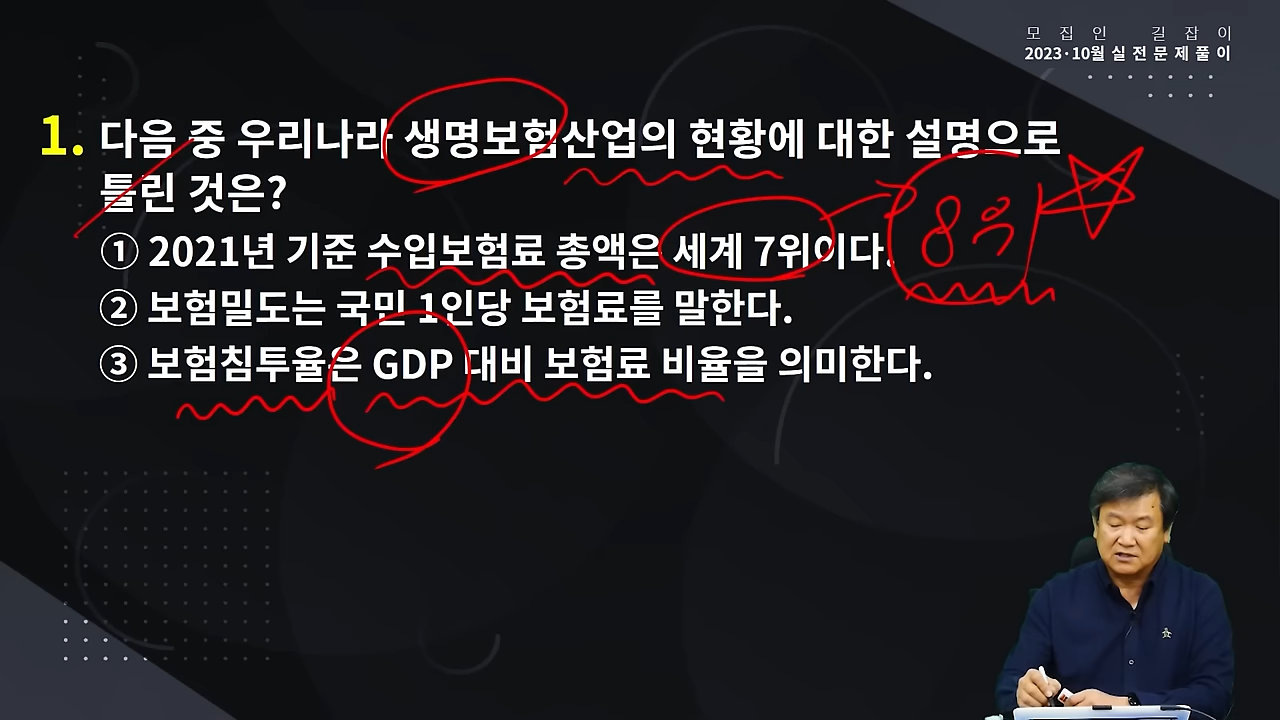 모집인 길잡이
2023·10월 실전문제풀이
1. 다음 중 우리나라 생명보험산업의 현황에 대한 설명으로
틀린 것은?
① 2021년 기준 수입보험료 총액은 세계 7위이다.
8위
② 보험밀도는 국민 1인당 보험료를 말한다.
③ 보험침투율은 GDP 대비 보험료 비율을 의미한다.